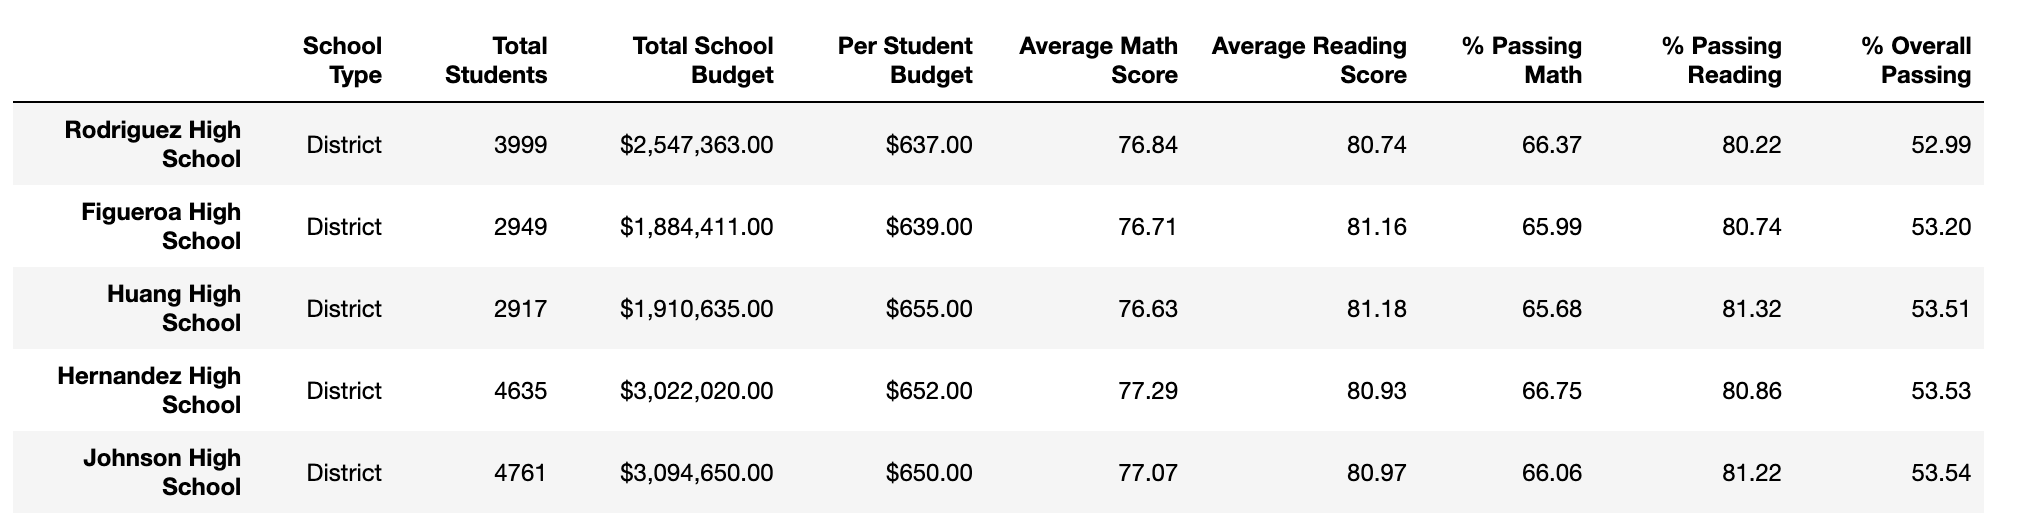 School Total Total School Per Student Average Math Average Reading % Passing % Passing % Overall
Type Students Budget Budget Score Score Math Reading Passing
Rodriguez High
School District 3999 $2,547,363.00 $637.00 76.84 80.74 66.37 80.22 52.99
Figueroa High
School District 2949 $1,884,411.00 $639.00 76.71 81.16 65.99 80.74 53.20
Huang High
School District 2917 $1,910,635.00 $655.00 76.63 81.18 65.68 81.32 53.51
Hernandez High
School District 4635 $3,022,020.00 $652.00 77.29 80.93 66.75 80.86 53.53
Johnson High
School District 4761 $3,094,650.00 $650.00 77.07 80.97 66.06 81.22 53.54